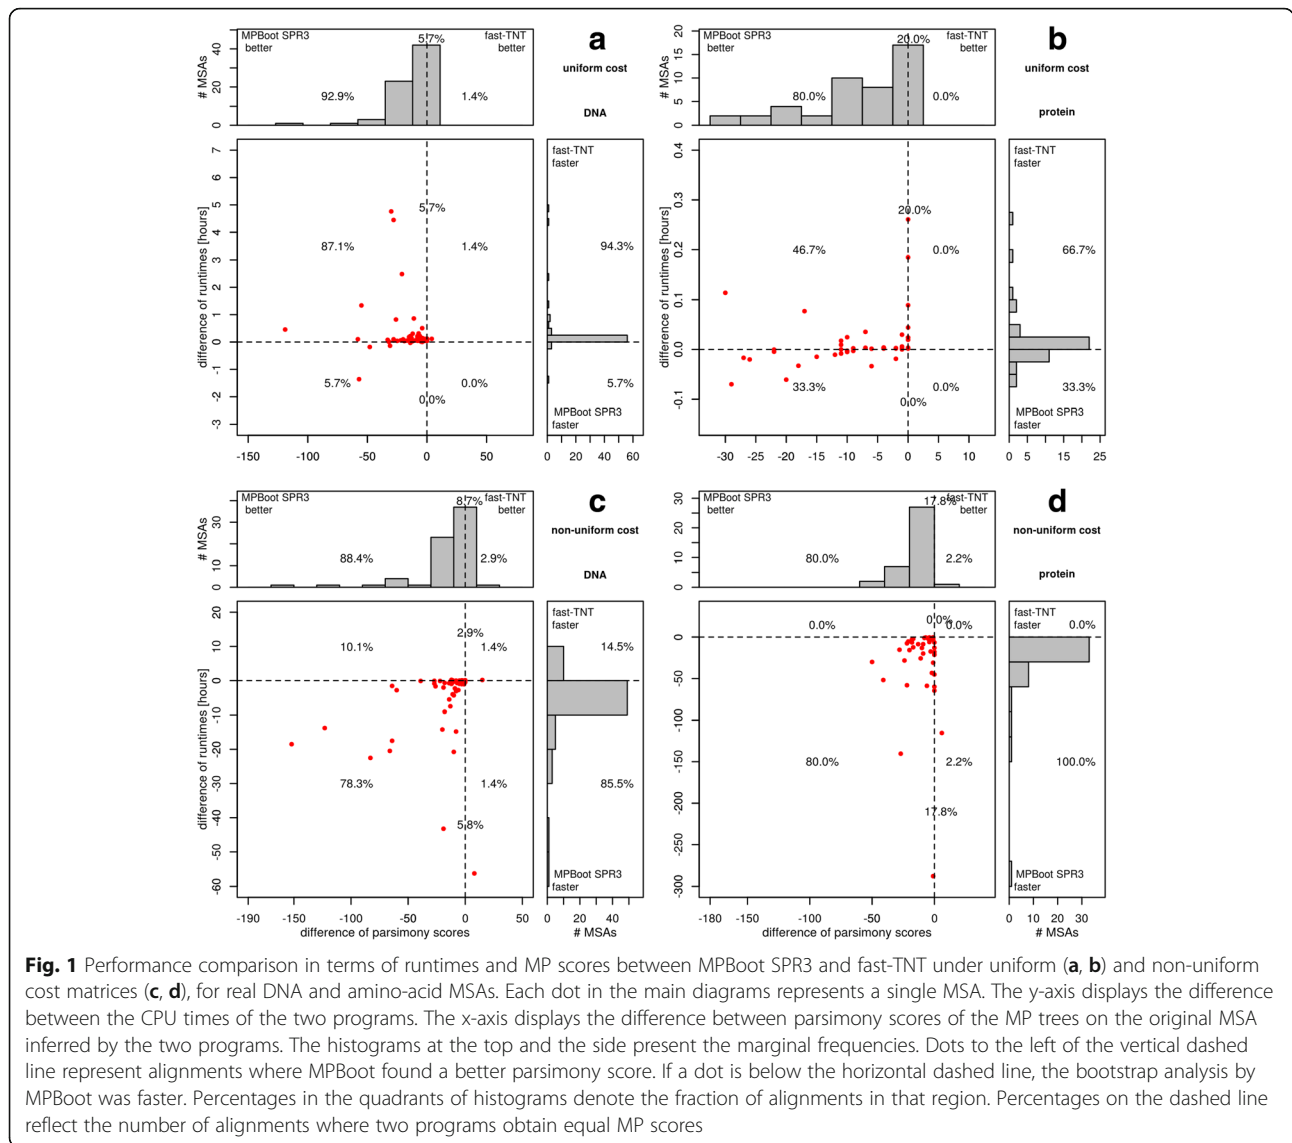 MPBoot SPR3
better
5.7%
fast-TNT
better
92.9%
1.4%
# MSAs
0
20
40
a
uniform cost
DNA
difference of runtimes [hours]
7
6
5
4
3
2
1
0
-1
-2
-3
5.7%
87.1%
1.4%
5.7%
0.0%
0.0%
-150
-100
-50
0
50
fast-TNT
faster
94.3%
5.7%
MPBoot SPR3
faster
0
20
40
60
MPBoot SPR3
better
20.0%
fast-TNT
better
80.0%
0.0%
# MSAs
0
5
10
15
20
b
uniform cost
protein
difference of runtimes [hours]
0.4
0.3
0.2
0.1
0.0
-0.1
20.0%
46.7%
0.0%
33.3%
0.0%
0.0%
-30
-25
-20
-15
-10
-5
0
5
10
fast-TNT
faster
66.7%
33.3%
MPBoot SPR3
faster
0
5
10
15
25
MPBoot SPR3
better
8.7%
fast-TNT
better
88.4%
2.9%
# MSAs
0
10
30
c
non-uniform cost
DNA
difference of runtimes [hours]
20
10
0
-10
-20
-30
-40
-50
-60
2.9%
10.1%
1.4%
78.3%
1.4%
5.8%
-190
-150
-100
-50
0
50
difference of parsimony scores
fast-TNT
faster
14.5%
85.5%
MPBoot SPR3
faster
0
20
40
# MSAs
MPBoot SPR3
better
17.8%
fast-TNT
better
80.0%
2.2%
0
10
20
30
d
non-uniform cost
protein
0
-50
-100
-150
-200
-250
-300
0.0%
0.0%
0.0%
80.0%
2.2%
17.8%
-180
-150
-100
-50
0
difference of parsimony scores
fast-TNT
faster
0.0%
100.0%
MPBoot SPR3
faster
0
10
20
30
# MSAs
Fig. 1 Performance comparison in terms of runtimes and MP scores between MPBoot SPR3 and fast-TNT under uniform (a, b) and non-uniform
cost matrices (c, d), for real DNA and amino-acid MSAs. Each dot in the main diagrams represents a single MSA. The y-axis displays the difference
between the CPU times of the two programs. The x-axis displays the difference between parsimony scores of the MP trees on the original MSA
inferred by the two programs. The histograms at the top and the side present the marginal frequencies. Dots to the left of the vertical dashed
line represent alignments where MPBoot found a better parsimony score. If a dot is below the horizontal dashed line, the bootstrap analysis by
MPBoot was faster. Percentages in the quadrants of histograms denote the fraction of alignments in that region. Percentages on the dashed line
reflect the number of alignments where two programs obtain equal MP scores